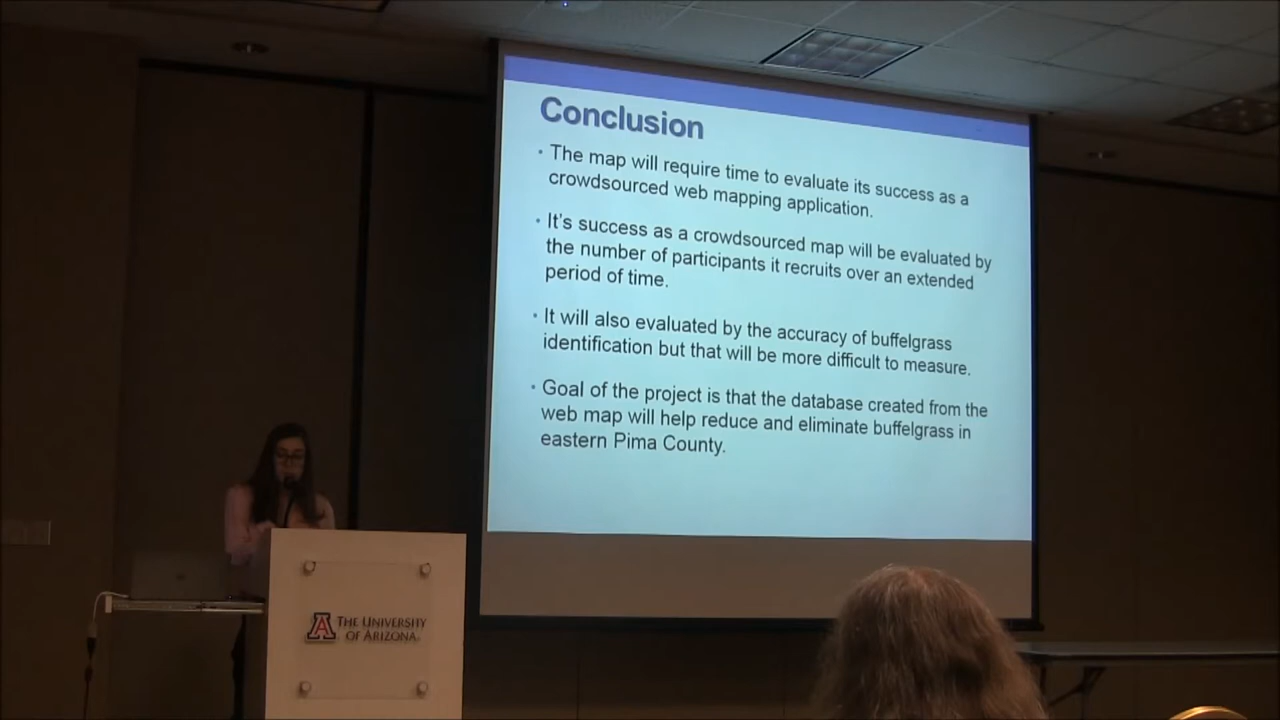 Conclusion
• The map will require time to evaluate its success as a
crowdsourced web mapping application.
• It's success as a crowdsourced map will be evaluated by
the number of participants it recruits over an extended
period of time.
• It will also evaluated by the accuracy of buffelgrass
identification but that will be more difficult to measure.
• Goal of the project is that the database created from the
web map will help reduce and eliminate buffelgrass in
eastern Pima County.
A THE UNIVERSITY
OF ARIZONA